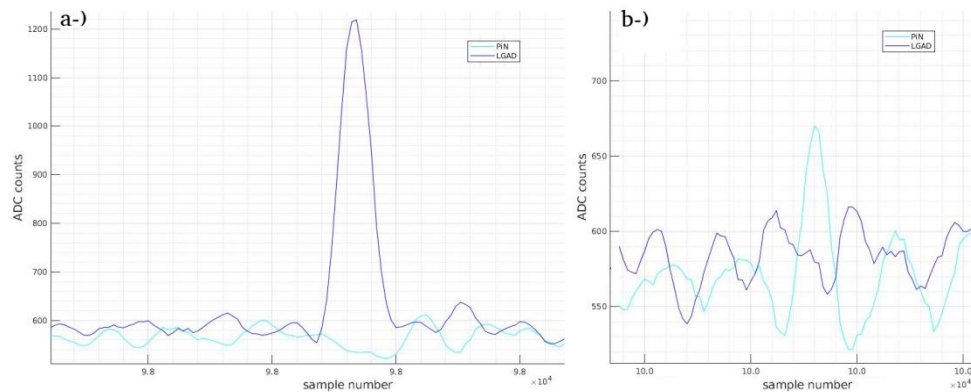 a-)
PiN
LGAD
ADC counts
1200
1100
1000
900
800
700
600
9.8
9.8
9.8
9.8
×10⁴
sample number
b-)
PiN
LGAD
ADC counts
700
650
600
550
10.0
10.0
10.0
10.0
×10⁴
sample number